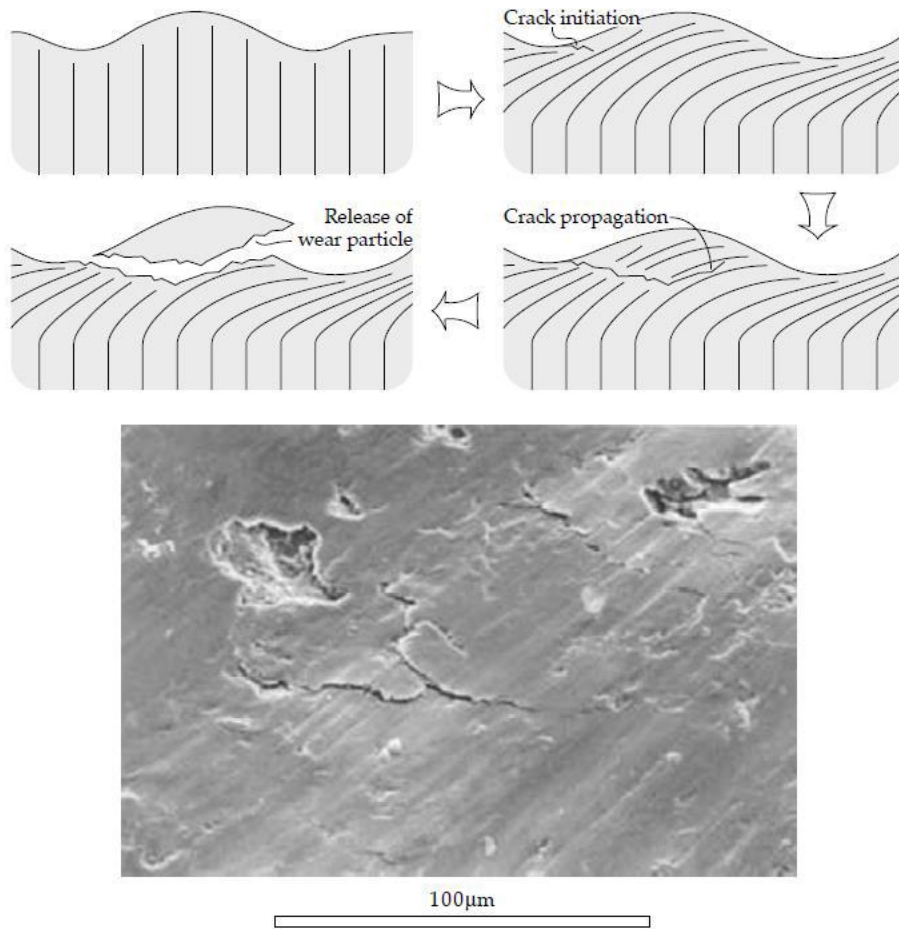 Crack initiation
Release of
wear particle
Crack propagation
100µm